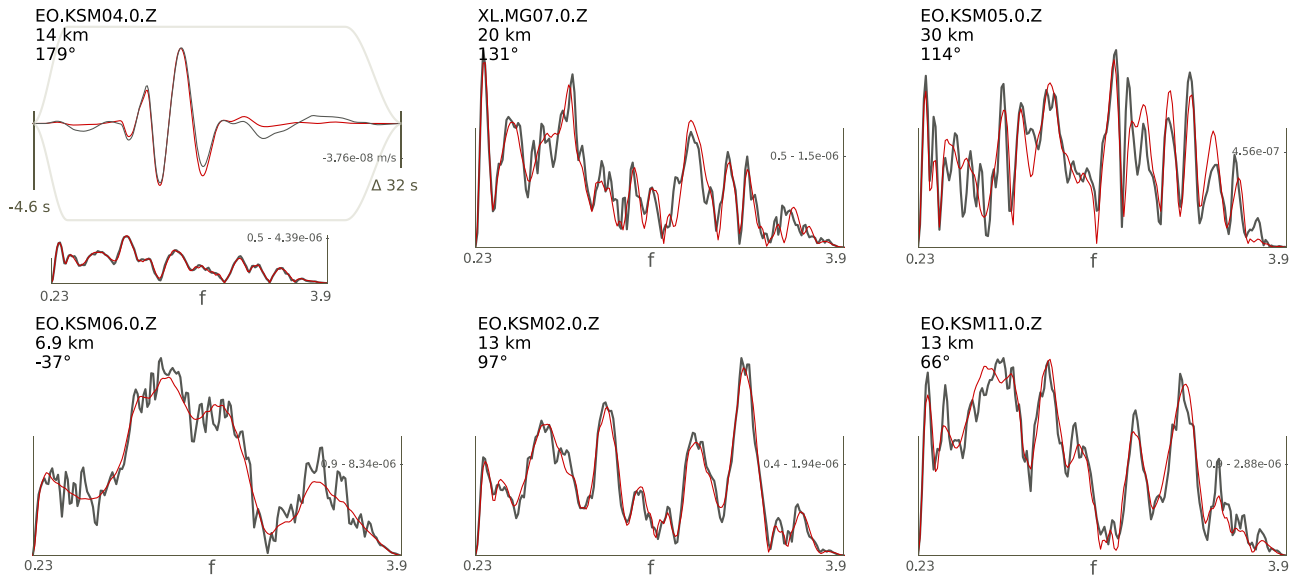 EO.KSM04.0.Z
14 km
179°
-3.76e-08 m/s
Δ 32 s
-4.6 s
0.5 - 4.39e-06
0.23
f
3.9
XL.MG07.0.Z
20 km
131°
0.5 - 1.5e-06
0.23
f
3.9
EO.KSM05.0.Z
30 km
114°
4.56e-07
0.23
f
3.9
EO.KSM06.0.Z
6.9 km
-37°
0.9 - 8.34e-06
0.23
f
3.9
EO.KSM02.0.Z
13 km
97°
0.4 - 1.94e-06
0.23
f
3.9
EO.KSM11.0.Z
13 km
66°
2.88e-06
0.23
f
3.9